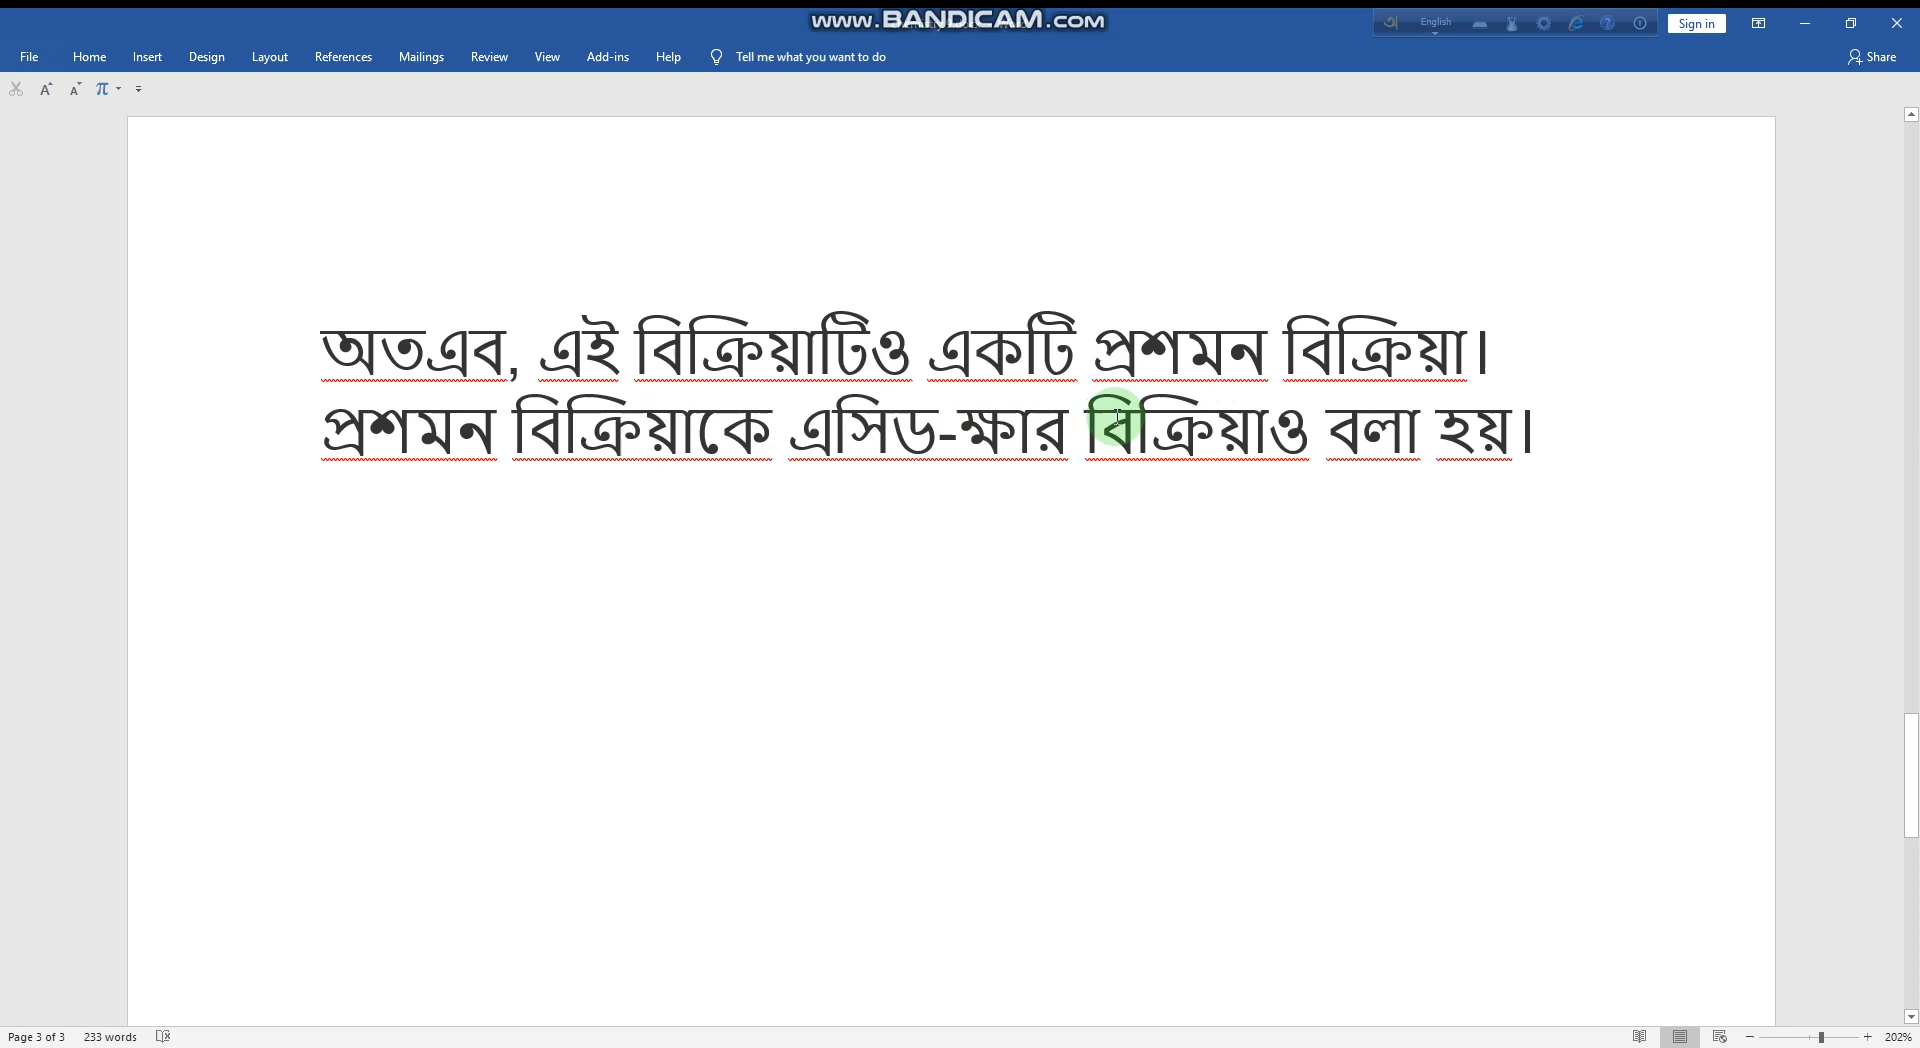 www.BANDICAM.com
English
Sign in
File Home Insert Design Layout References Mailings Review View Add-ins Help Tell me what you want to do Share
অতএব, এই বিক্রিয়াটিও একটি প্রশমন বিক্রিয়া।
প্রশমন বিক্রিয়াকে এসিড-ক্ষার বিক্রিয়াও বলা হয়।
Page 3 of 3 233 words 202%